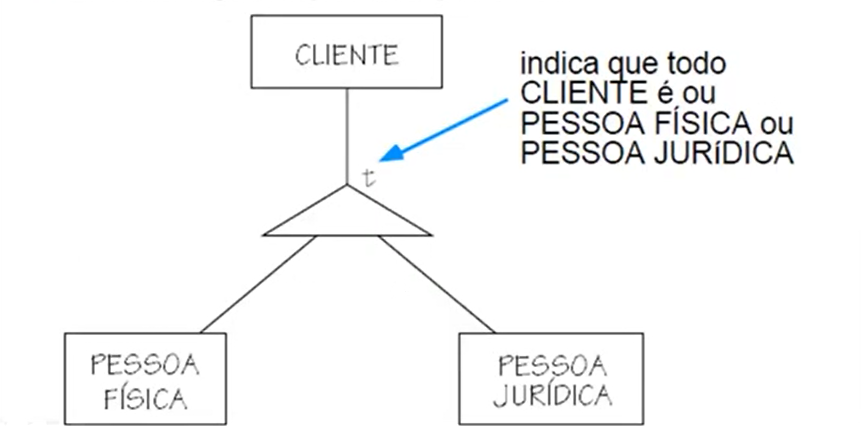 CLIENTE
indica que todo
CLIENTE é ou
PESSOA FÍSICA ou
PESSOA JURíDICA
t
PESSOA
FÍSICA
PESSOA
JURÍDICA